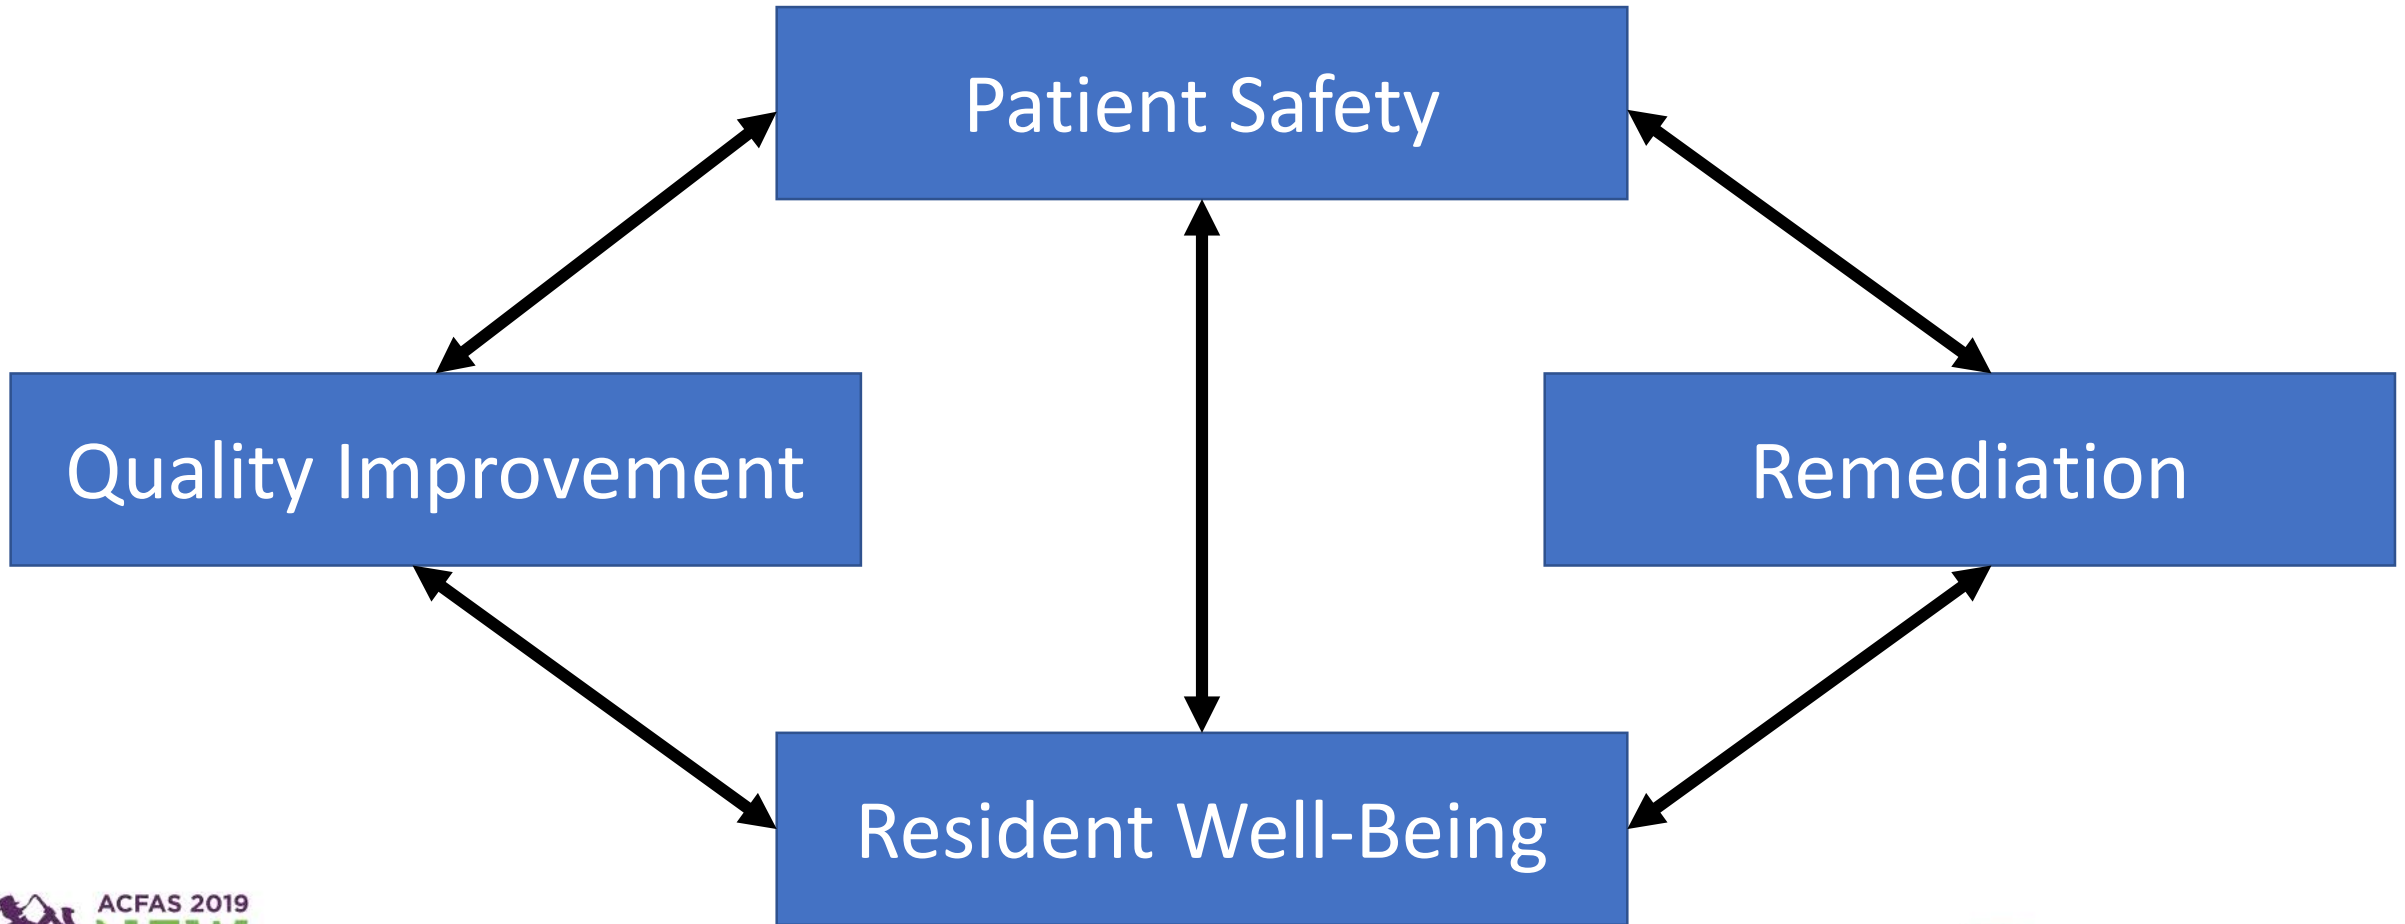 Patient Safety
Quality Improvement
Remediation
Resident Well-Being
ACFAS 2019